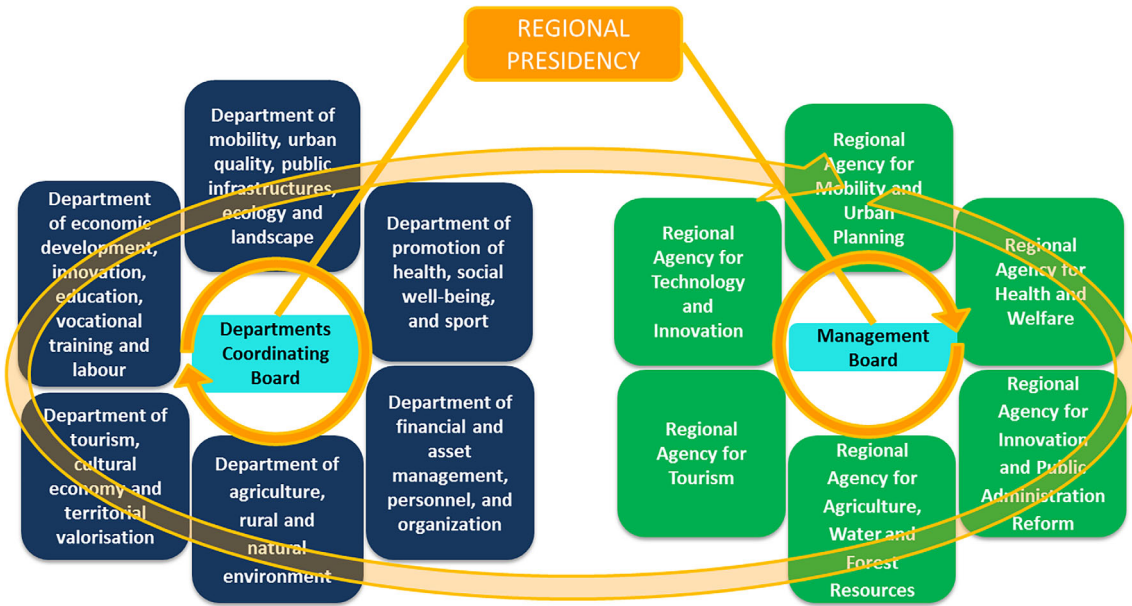 REGIONAL
PRESIDENCY
Department of
mobility, urban
quality, public
infrastructures,
ecology and
landscape
Department
of economic
development,
innovation,
education,
vocational
training and
labour
Department of
promotion of
health, social
well-being,
and sport
Departments
Coordinating
Board
Department of
tourism,
cultural
economy and
territorial
valorisation
Department of
agriculture,
rural and
natural
environment
Department of
financial and
asset
management,
personnel, and
organization
Regional
Agency for
Mobility and
Urban
Planning
Regional
Agency for
Technology
and
Innovation
Regional
Agency for
Health and
Welfare
Management
Board
Regional
Agency for
Tourism
Regional
Agency for
Agriculture,
Water and
Forest
Resources
Regional
Agency for
Innovation
and Public
Administration
Reform